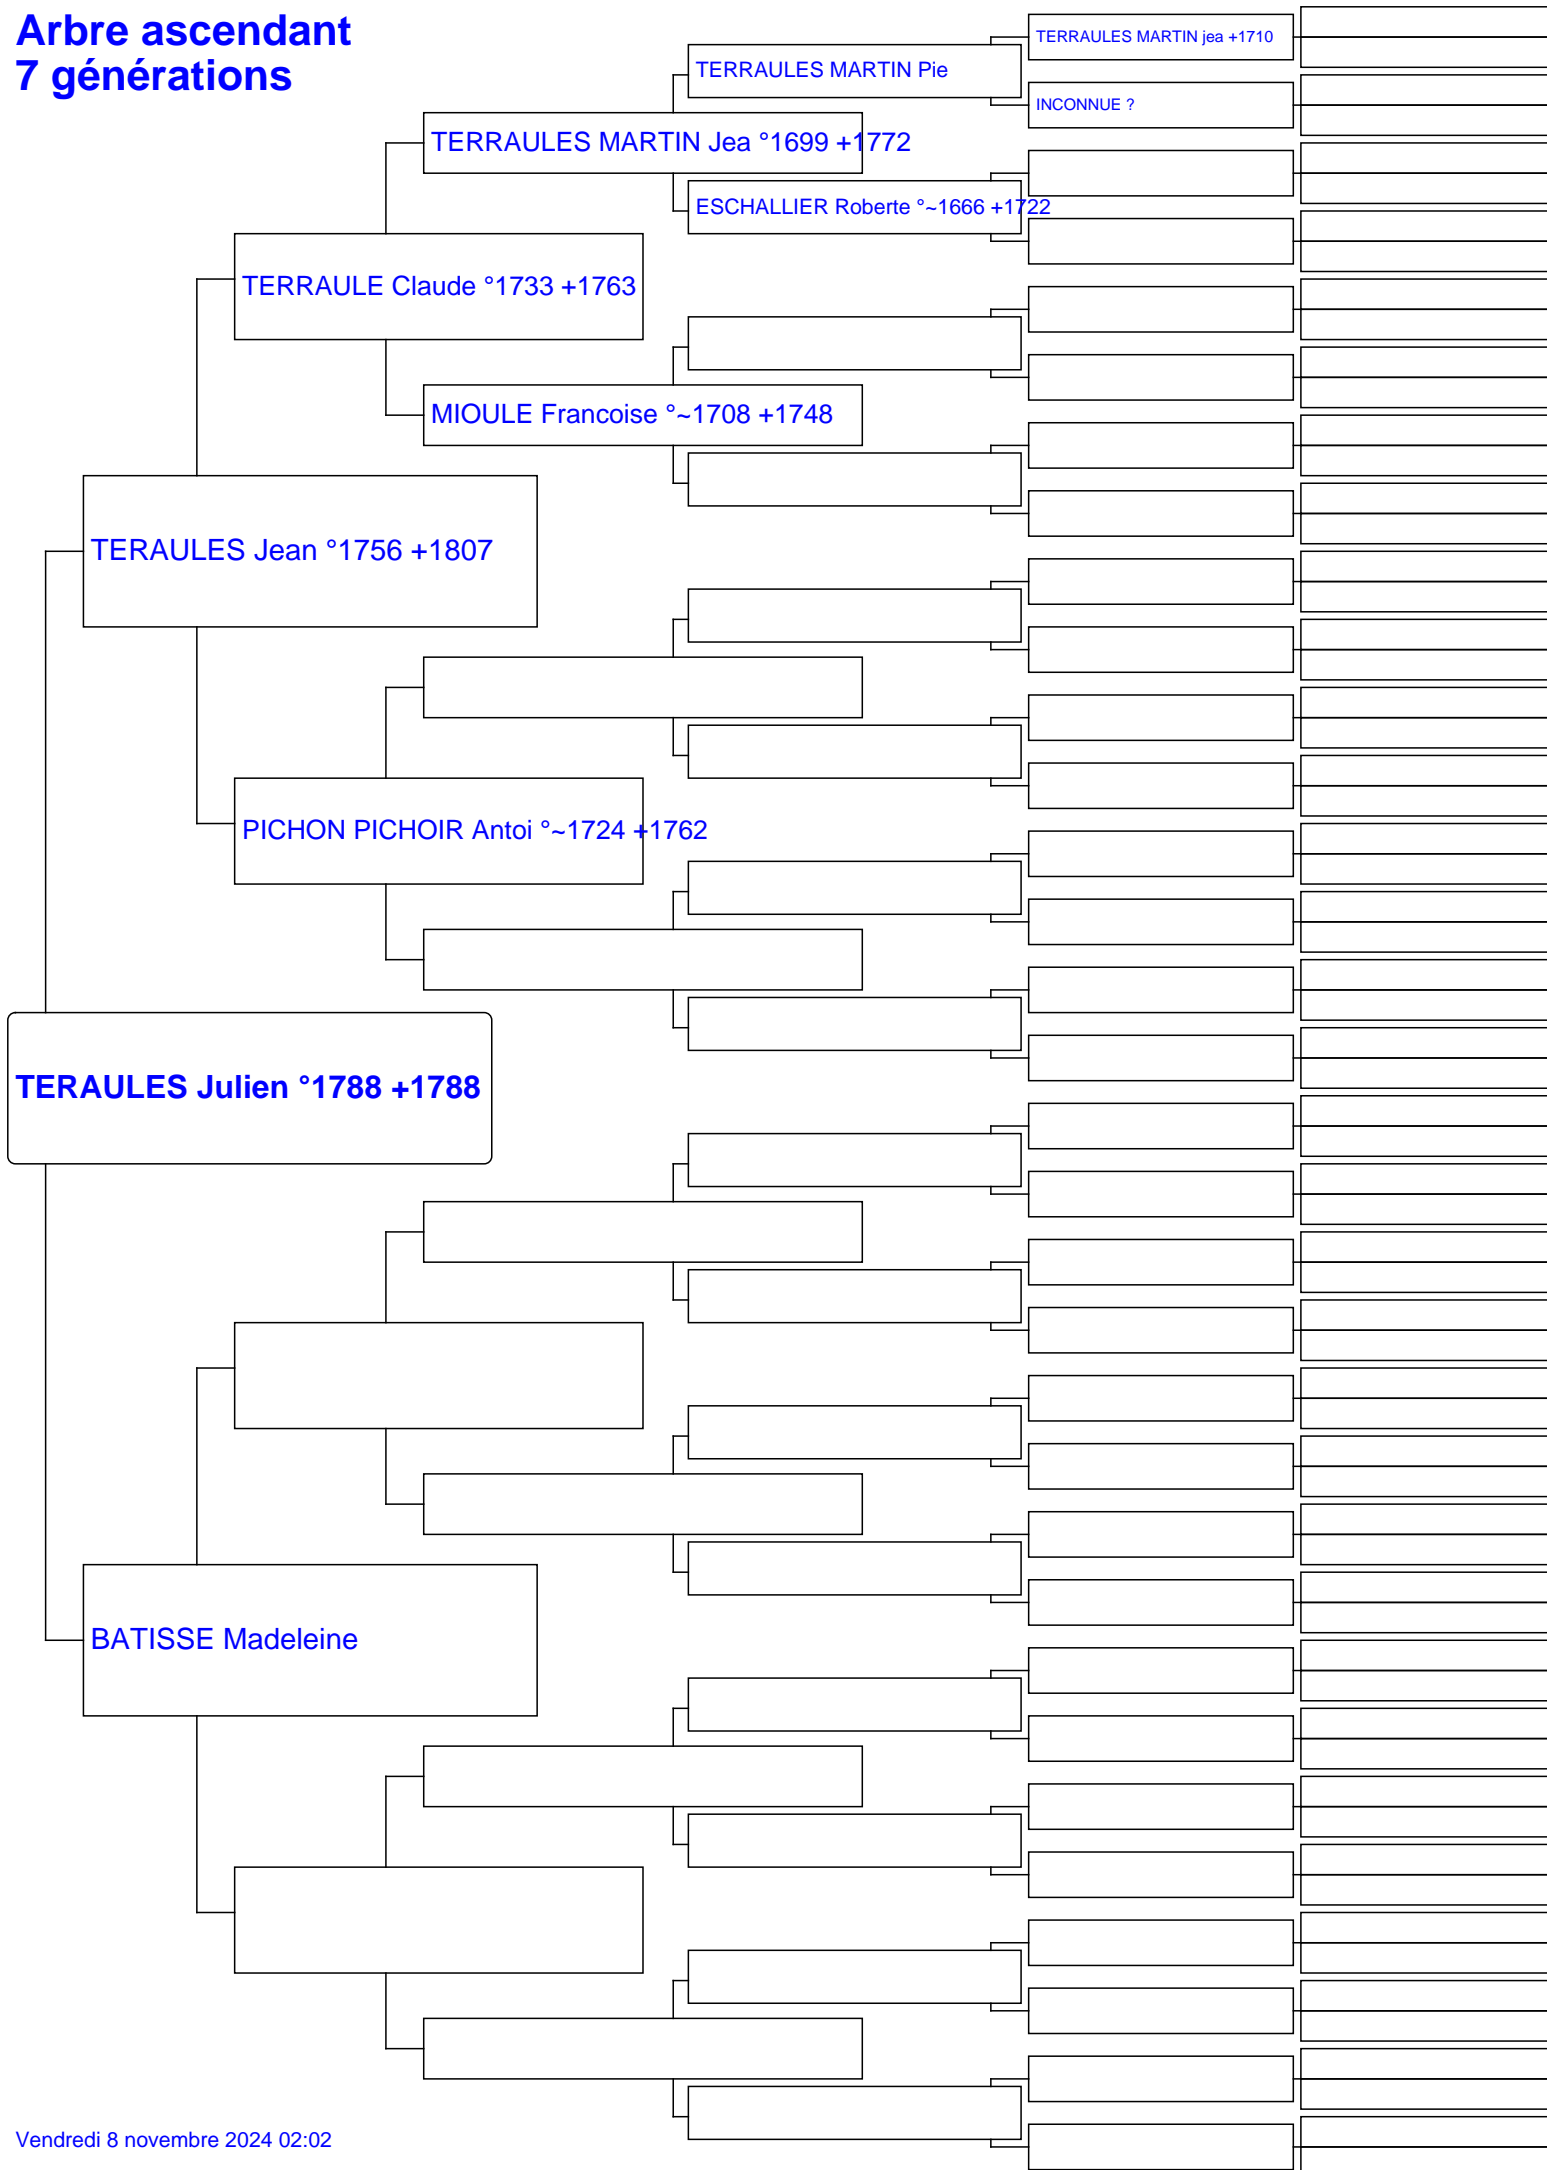 Arbre ascendant
7 générations
TERRAULES MARTIN jea +1710
TERRAULES MARTIN Pie
INCONNUE ?
TERRAULES MARTIN Jea °1699 +1772
ESCHALLIER Roberte °~1666 +1722
TERRAULE Claude °1733 +1763
MIOULE Francoise °~1708 +1748
TERAULES Jean °1756 +1807
PICHON PICHOIR Antoi °~1724 +1762
TERAULES Julien °1788 +1788
BATISSE Madeleine
Vendredi 8 novembre 2024 02:02